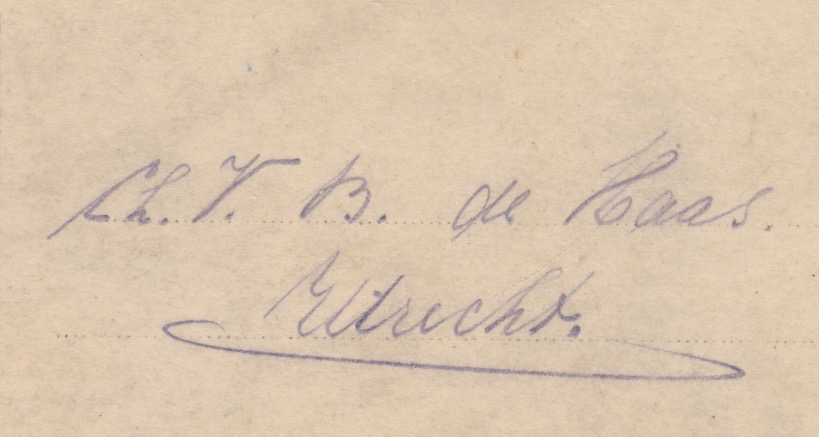 Ch. V. B. de Haas.
Utrecht.